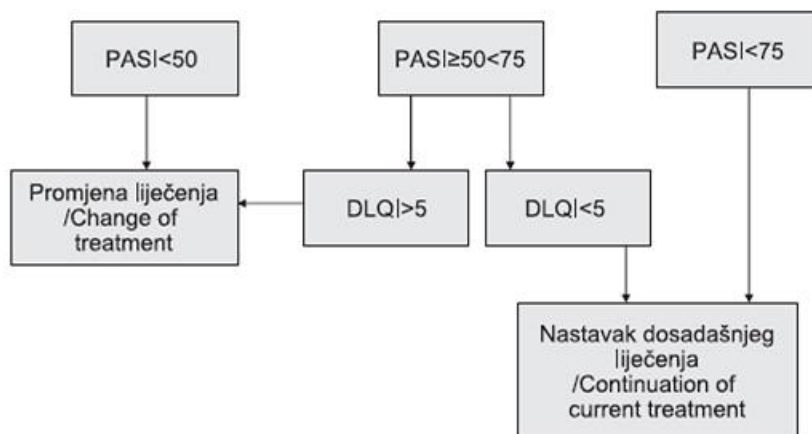 PASI<50
PASI≥50<75
PASI<75
Promjena liječenja
/Change of
treatment
DLQI>5
DLQI<5
Nastavak dosadašnjeg
liječenja
/Continuation of
current treatment